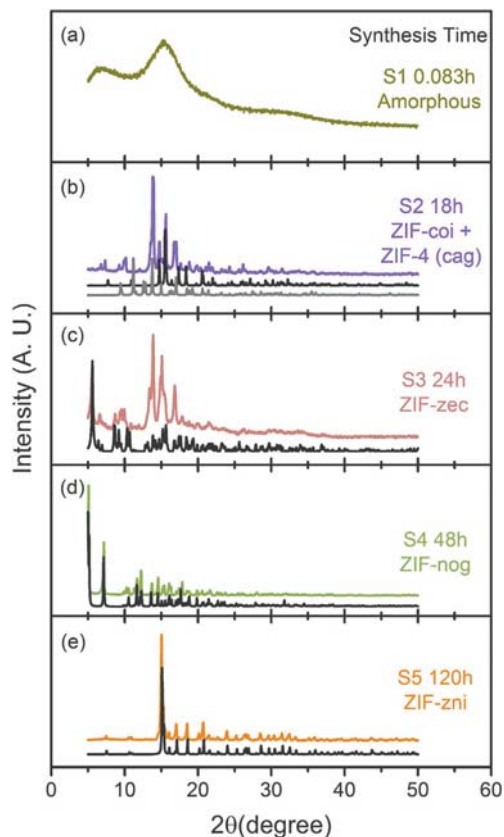 (a)
Synthesis Time
S1 0.083h
Amorphous
(b)
S2 18h
ZIF-coi +
ZIF-4 (cag)
(c)
S3 24h
ZIF-zec
(d)
S4 48h
ZIF-nog
(e)
S5 120h
ZIF-zni
Intensity (A. U.)
0 10 20 30 40 50 60
2θ(degree)